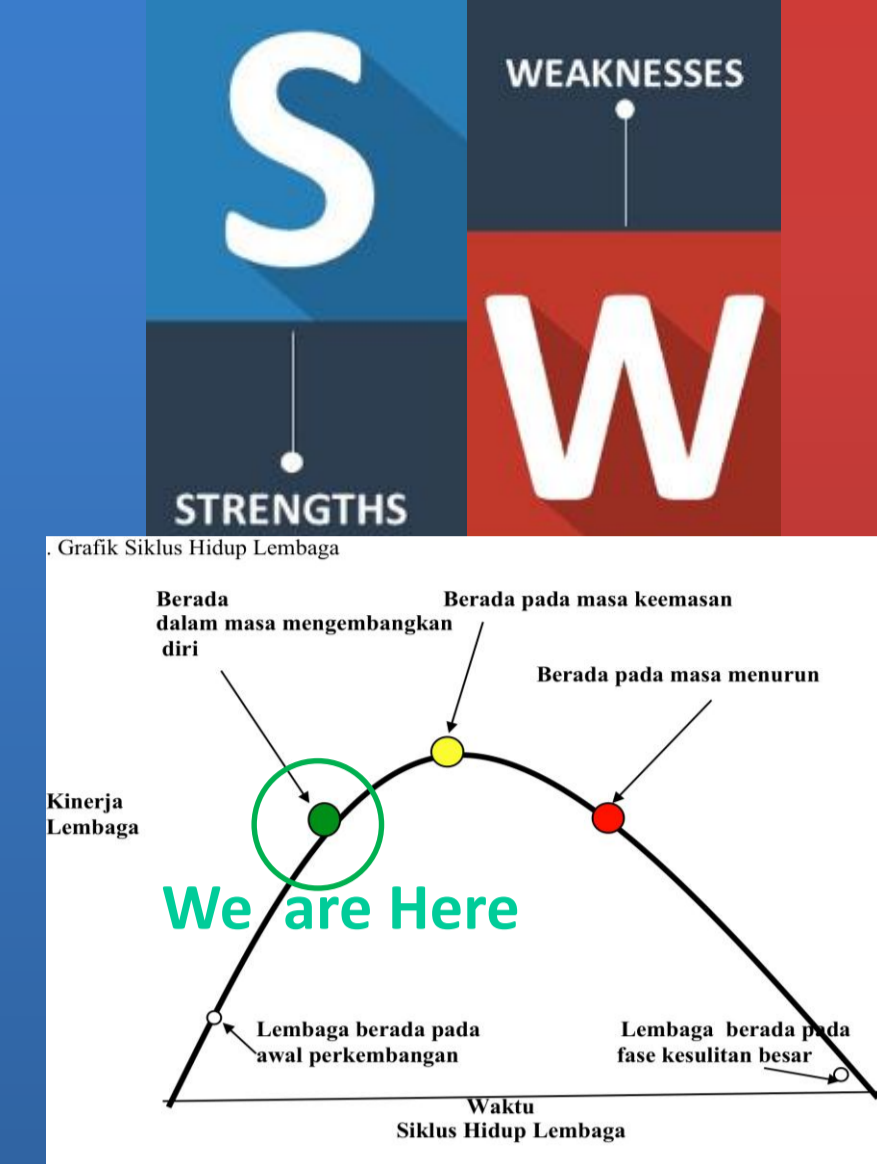 S
WEAKNESSES
W
STRENGTHS
. Grafik Siklus Hidup Lembaga
Berada
dalam masa mengembangkan
diri
Berada pada masa keemasan
Berada pada masa menurun
Kinerja
Lembaga
We are Here
Lembaga berada pada
awal perkembangan
Lembaga berada pada
fase kesulitan besar
Waktu
Siklus Hidup Lembaga